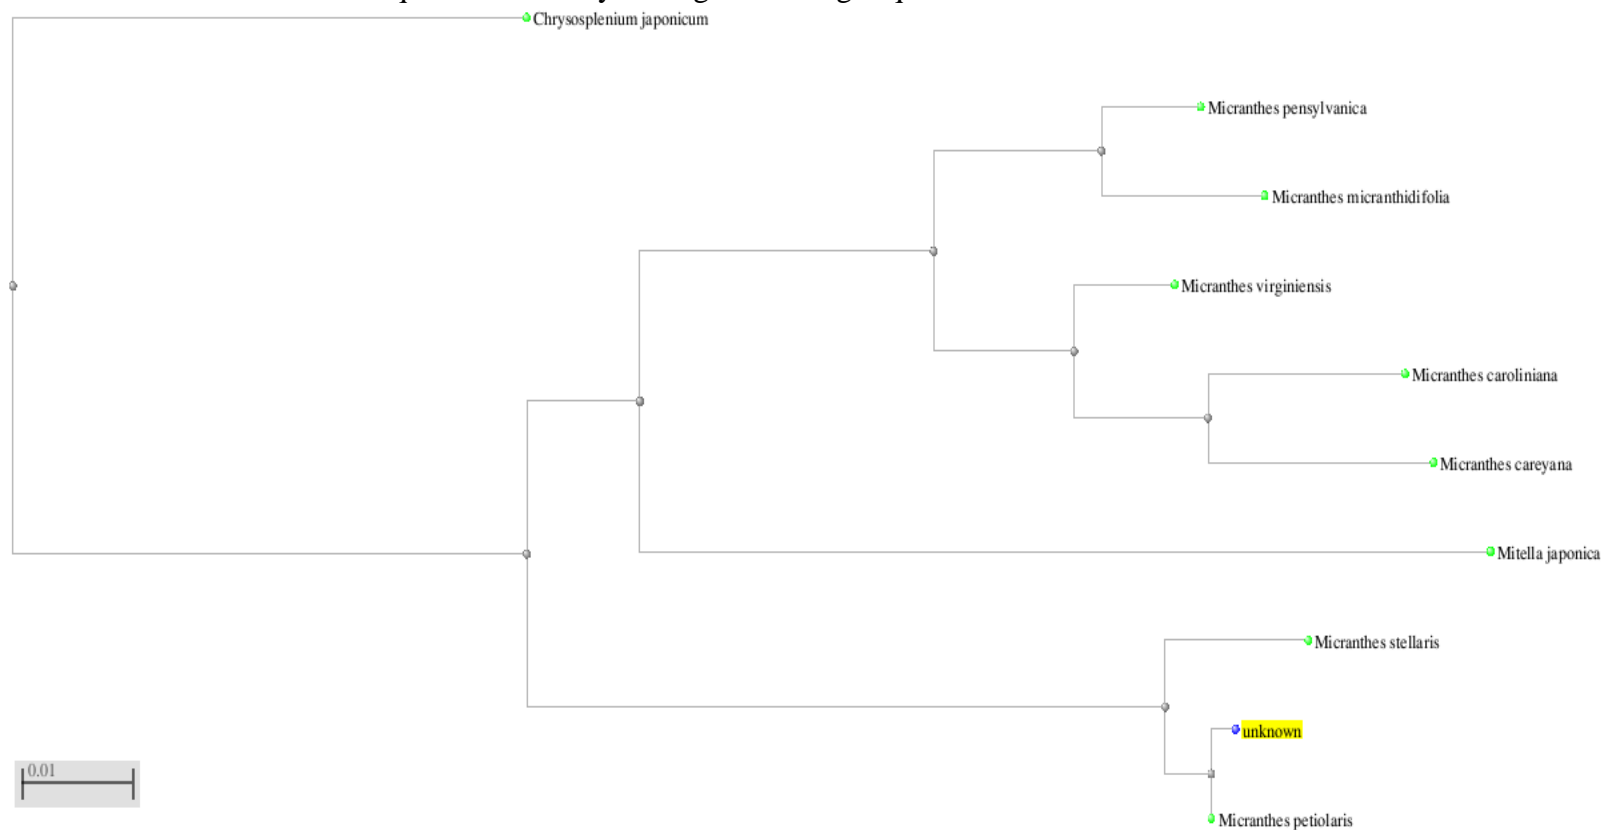 Chrysosplenium japonicum
Micranthes pensylvanica
Micranthes micranthidifolia
Micranthes virginiensis
Micranthes caroliniana
Micranthes careyana
Mitella japonica
Micranthes stellaris
unknown
0.01
Micranthes petiolaris